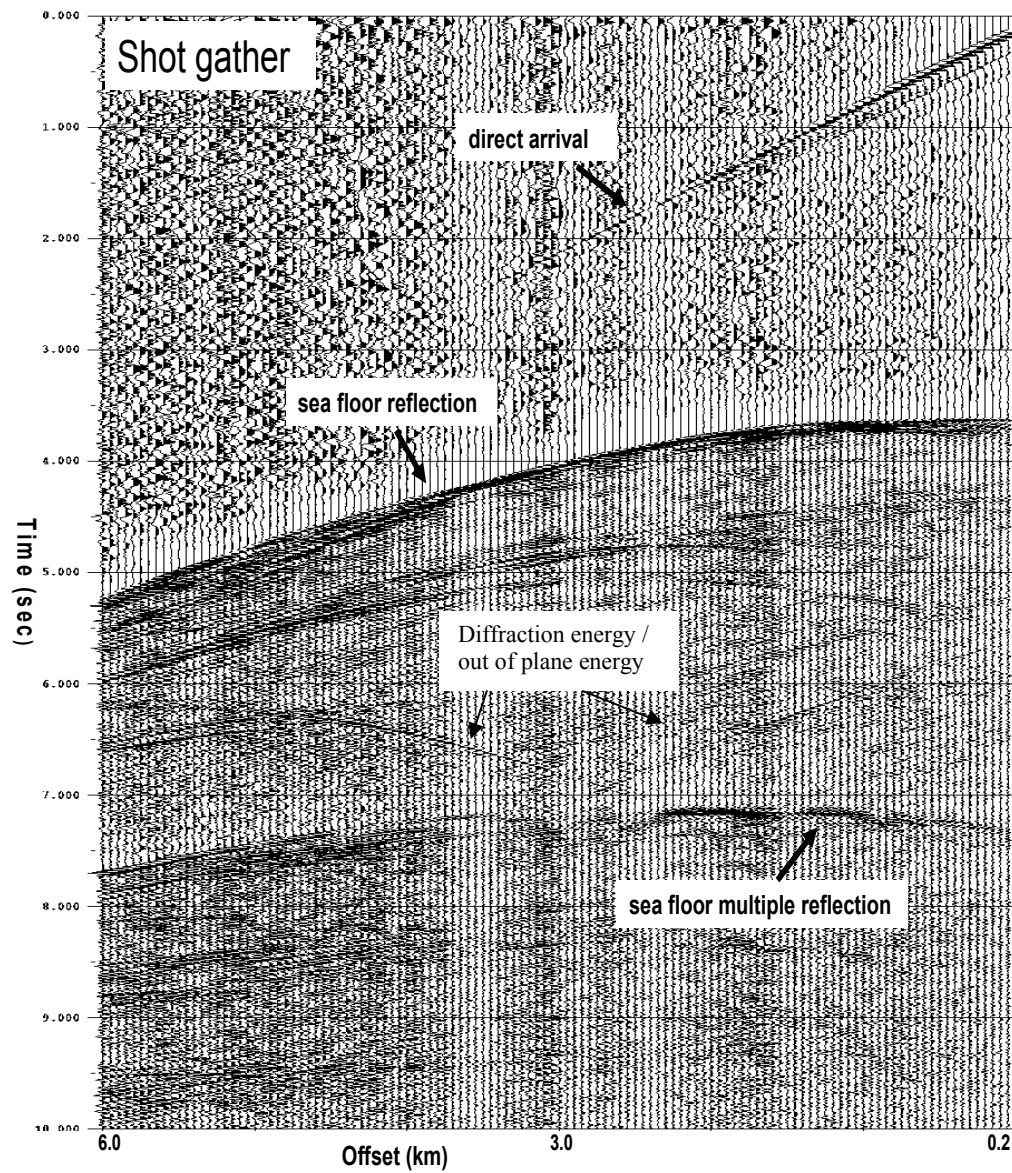 0.000
Shot gather
1.000
direct arrival
2.000
3.000
sea floor reflection
4.000
Time (sec)
5.000
Diffraction energy /
out of plane energy
6.000
7.000
sea floor multiple reflection
8.000
9.000
10.000
6.0
3.0
0.2
Offset (km)